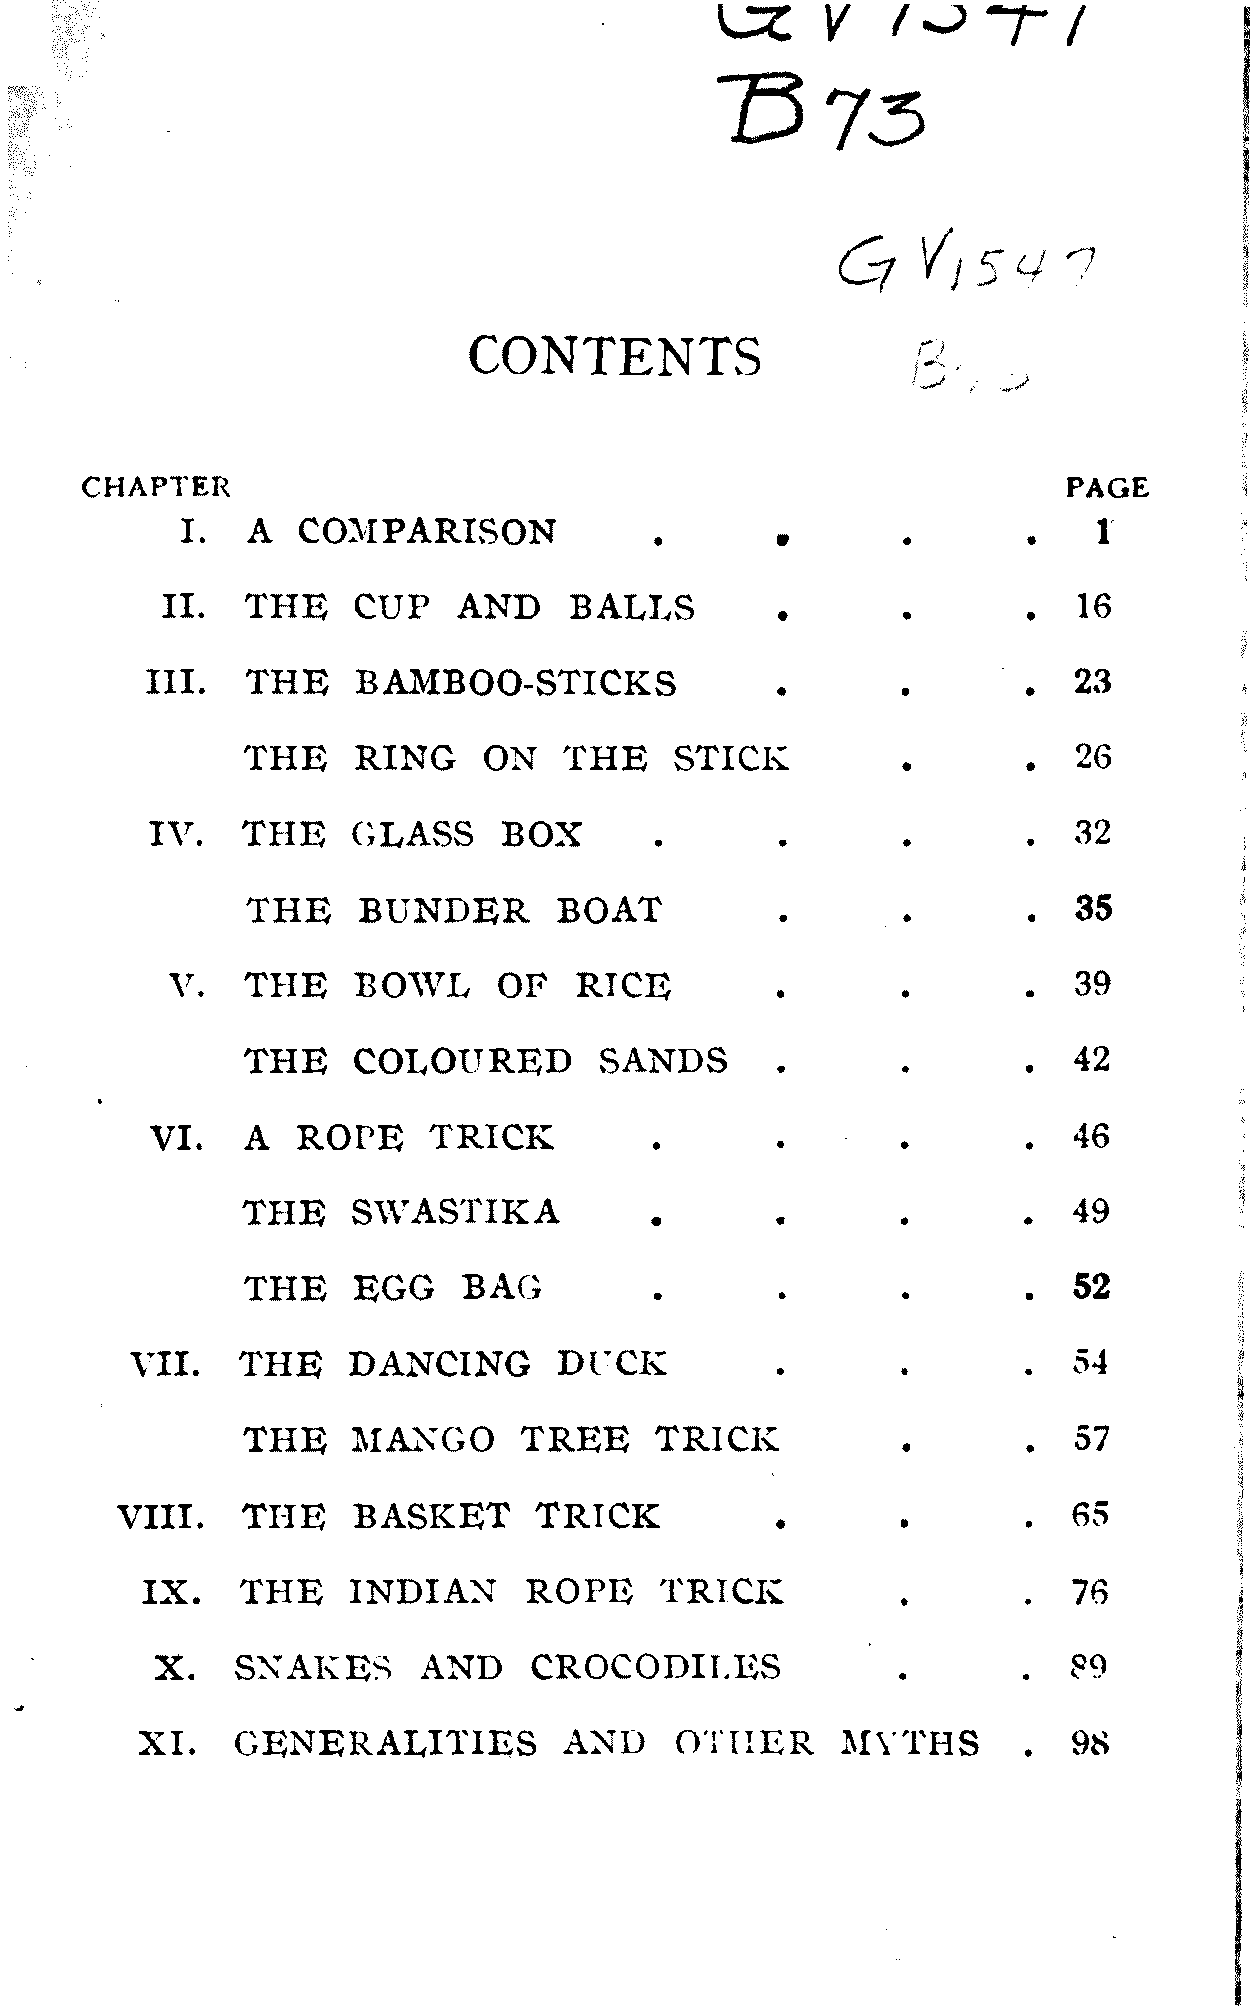 GV1547
B73
GV1547
CONTENTS
CHAPTER PAGE
I. A COMPARISON . . . . 1
II. THE CUP AND BALLS . . . 16
III. THE BAMBOO-STICKS . . . 23
THE RING ON THE STICK . . 26
IV. THE GLASS BOX . . . . 32
THE BUNDER BOAT . . . 35
V. THE BOWL OF RICE . . . 39
THE COLOURED SANDS . . . 42
VI. A ROPE TRICK . . . . 46
THE SWASTIKA . . . . 49
THE EGG BAG . . . . 52
VII. THE DANCING DUCK . . . 54
THE MANGO TREE TRICK . . 57
VIII. THE BASKET TRICK . . . 65
IX. THE INDIAN ROPE TRICK . . 76
X. SNAKES AND CROCODILES . . 89
XI. GENERALITIES AND OTHER MYTHS . 98